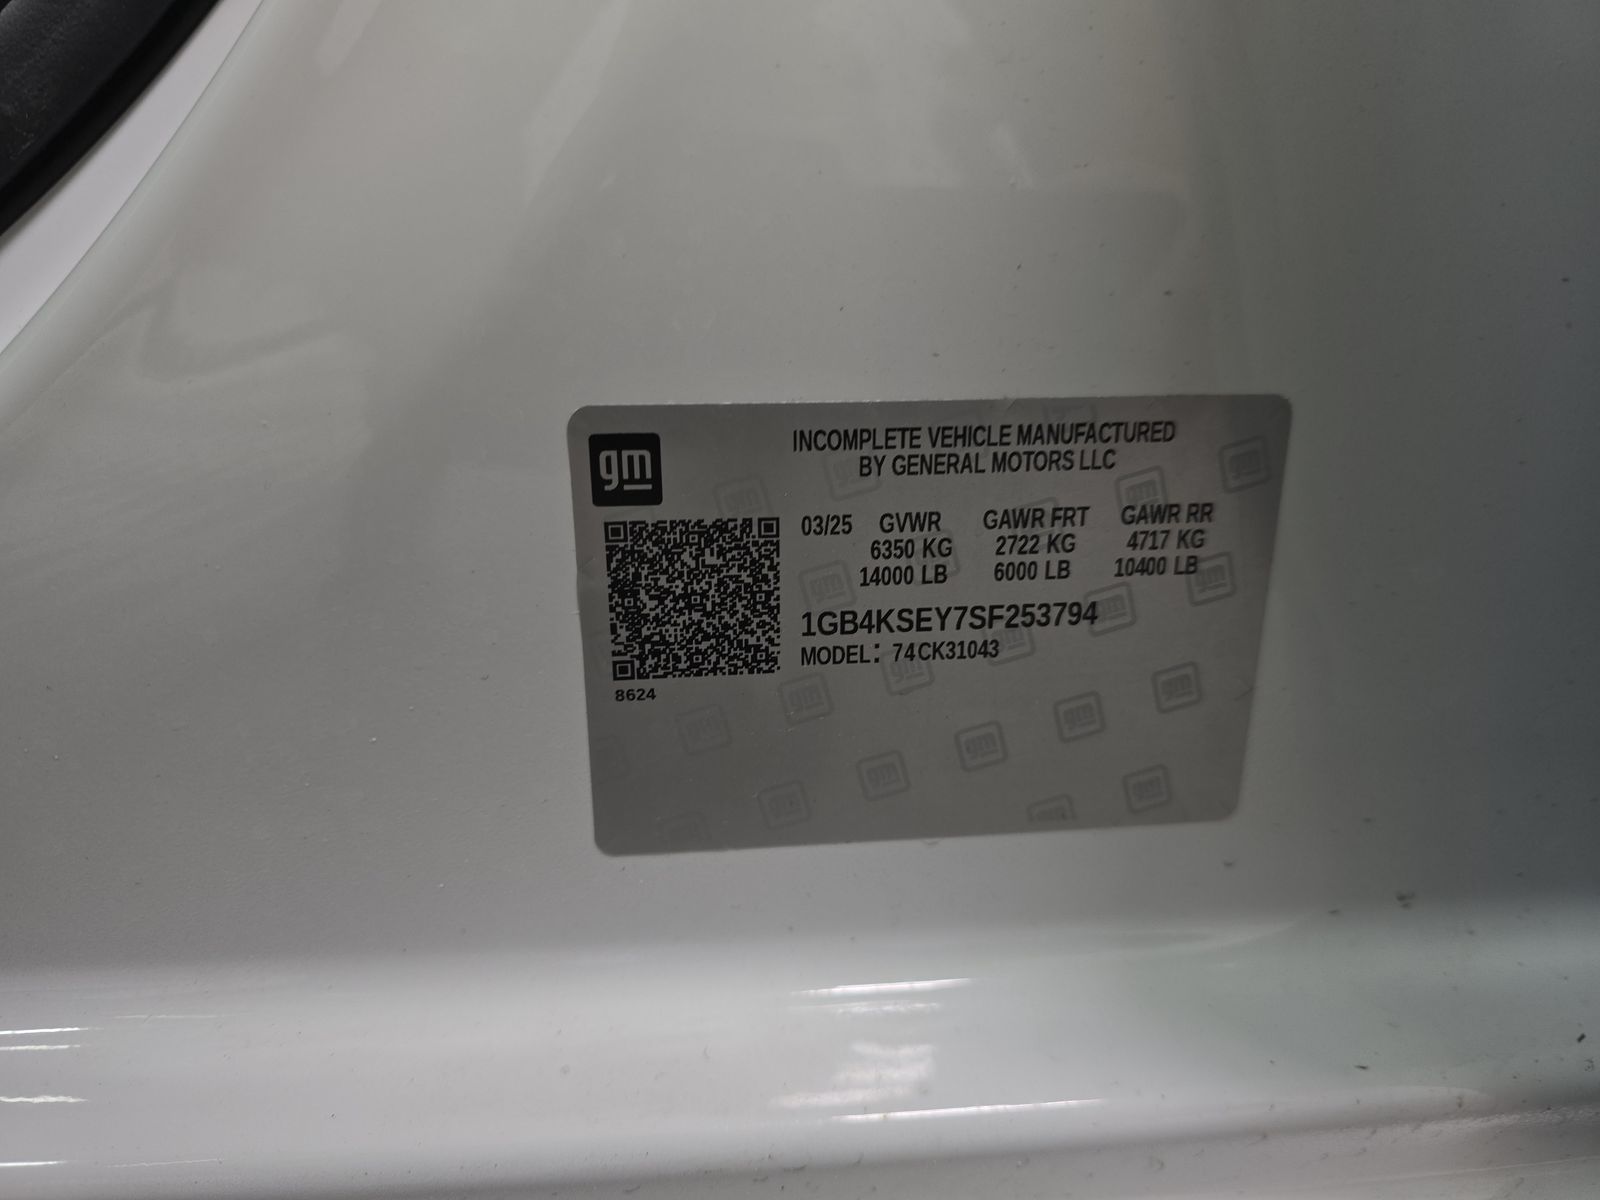 gm
INCOMPLETE VEHICLE MANUFACTURED
BY GENERAL MOTORS LLC
03/25 GVWR GAWR FRT GAWR RR
6350 KG 2722 KG 4717 KG
14000 LB 6000 LB 10400 LB
1GB4KSEY7SF253794
MODEL: 74CK31043
8624